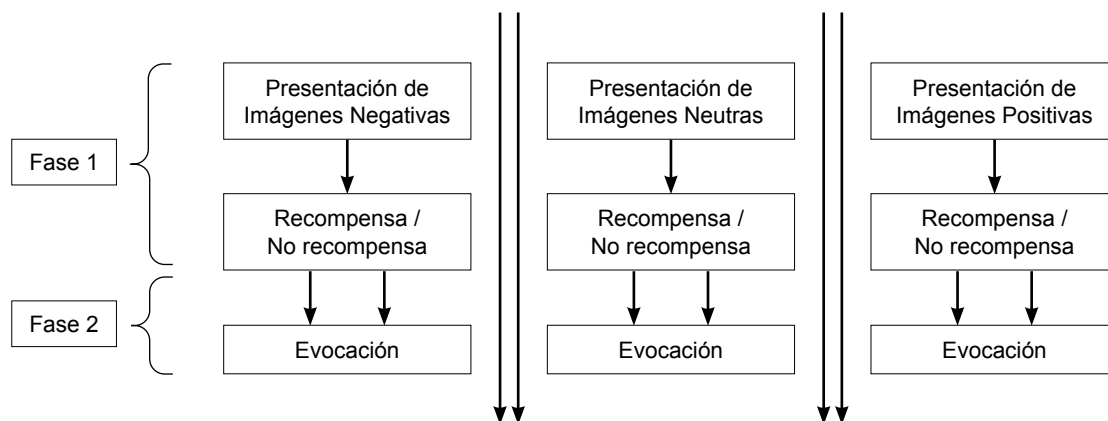 Presentación de
Imágenes Negativas
Presentación de
Imágenes Neutras
Presentación de
Imágenes Positivas
Fase 1
Recompensa /
No recompensa
Recompensa /
No recompensa
Recompensa /
No recompensa
Fase 2
Evocación
Evocación
Evocación